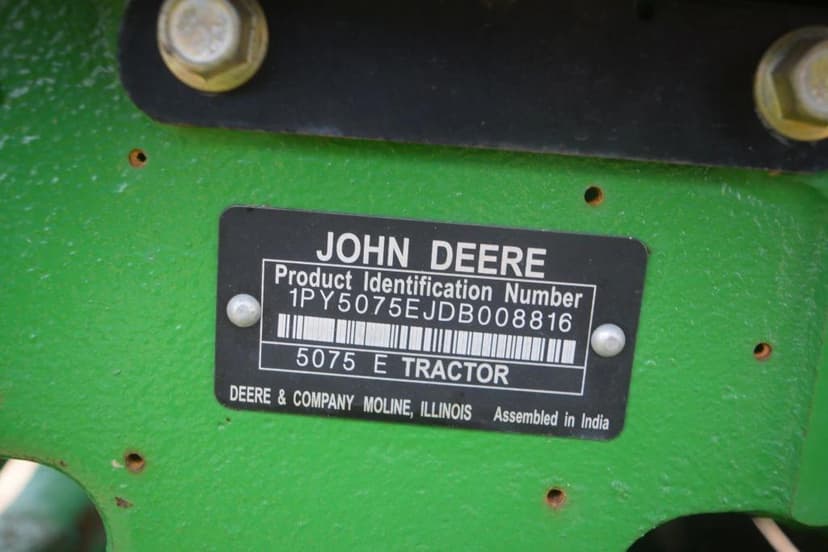 JOHN DEERE
Product Identification Number
1PY5075EJDB008816
5075 E TRACTOR
DEERE & COMPANY MOLINE, ILLINOIS Assembled in India